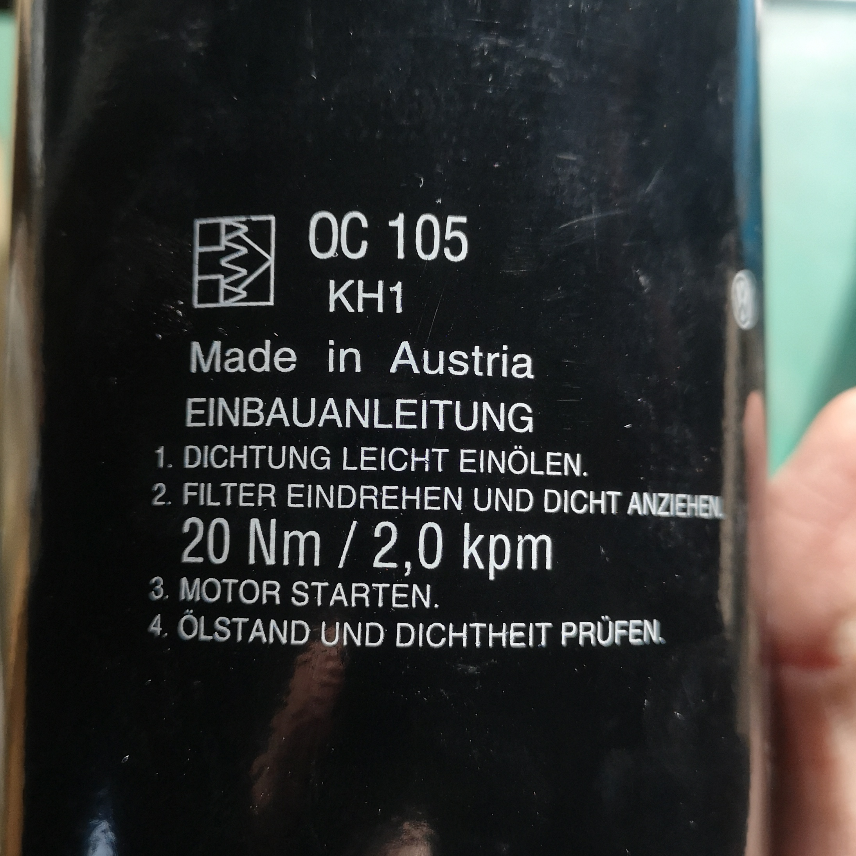 OC 105
KH1
Made in Austria
EINBAUANLEITUNG
1. DICHTUNG LEICHT EINÖLEN.
2. FILTER EINDREHEN UND DICHT ANZIEHEN.
20 Nm / 2,0 kpm
3. MOTOR STARTEN.
4. ÖLSTAND UND DICHTHEIT PRÜFEN.